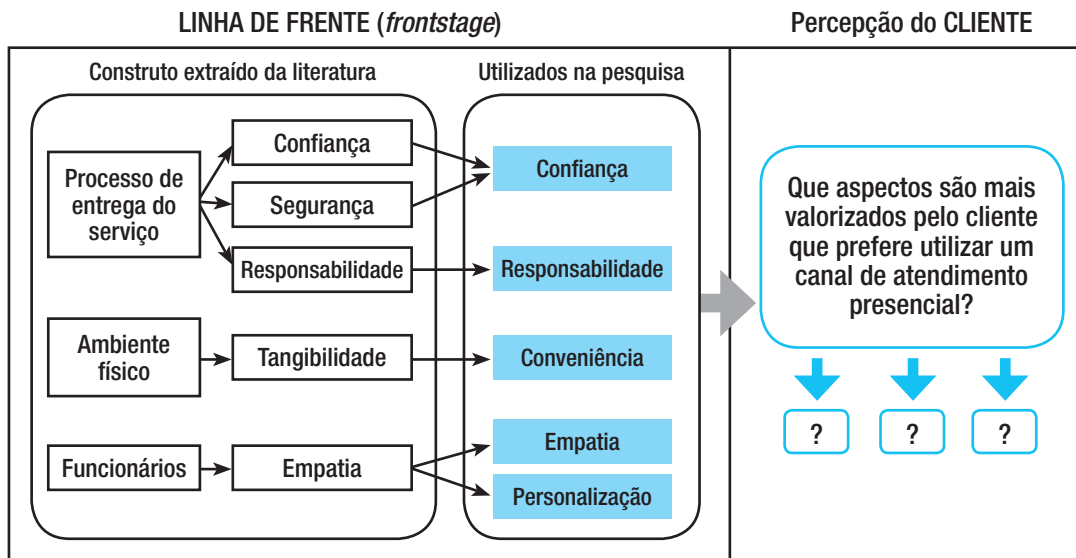 LINHA DE FRENTE (frontstage)
Percepção do CLIENTE
Construto extraído da literatura
Utilizados na pesquisa
Processo de
entrega do
serviço
Confiança
Segurança
Responsabilidade
Confiança
Responsabilidade
Ambiente
físico
Tangibilidade
Conveniência
Funcionários
Empatia
Empatia
Personalização
Que aspectos são mais
valorizados pelo cliente
que prefere utilizar um
canal de atendimento
presencial?
?
?
?